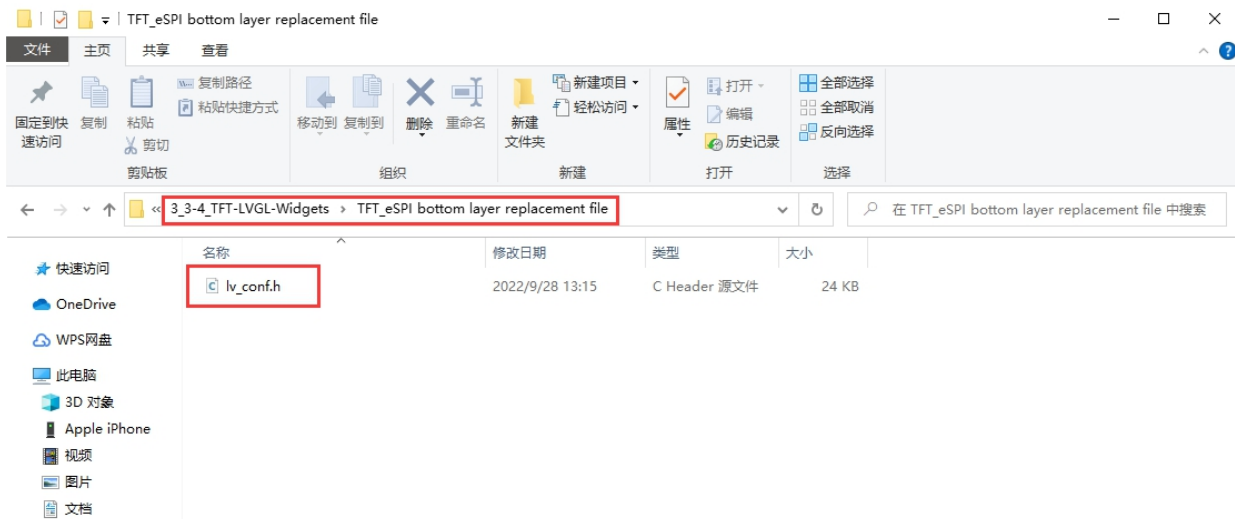 TFT_eSPI bottom layer replacement file
文件 主页 共享 查看
固定到快速访问
复制
粘贴
复制路径
粘贴快捷方式
剪切
剪贴板
移动到 复制到 删除 重命名
组织
新建文件夹
新建项目
轻松访问
新建
属性
打开
编辑
历史记录
打开
全部选择
全部取消
反向选择
选择
« 3_3-4_TFT-LVGL-Widgets › TFT_eSPI bottom layer replacement file
在 TFT_eSPI bottom layer replacement file 中搜索
名称 修改日期 类型 大小
lv_conf.h 2022/9/28 13:15 C Header 源文件 24 KB
快速访问
OneDrive
WPS网盘
此电脑
3D 对象
Apple iPhone
视频
图片
文档